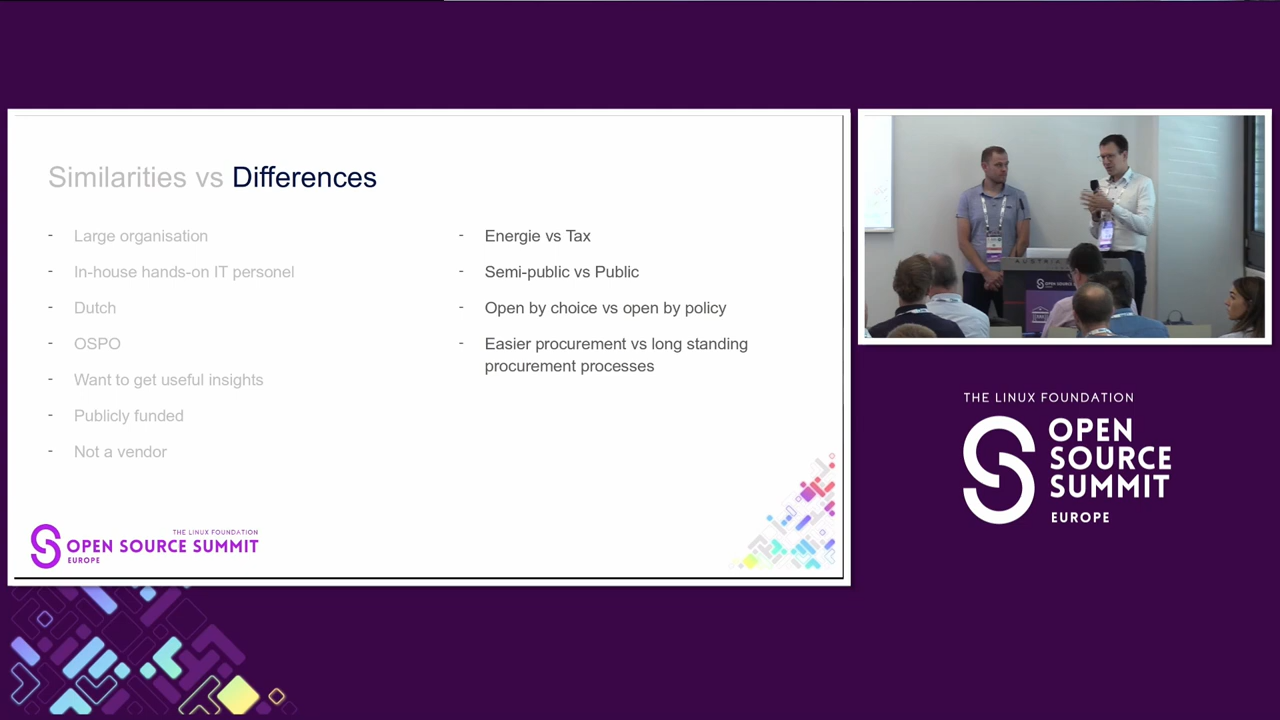 Similarities vs Differences
- Large organisation
- In-house hands-on IT personel
- Dutch
- OSPO
- Want to get useful insights
- Publicly funded
- Not a vendor
- Energie vs Tax
- Semi-public vs Public
- Open by choice vs open by policy
- Easier procurement vs long standing
procurement processes
THE LINUX FOUNDATION
OPEN SOURCE SUMMIT
EUROPE
AUSTRIA
THE LINUX FOUNDATION
OPEN
SOURCE
SUMMIT
EUROPE